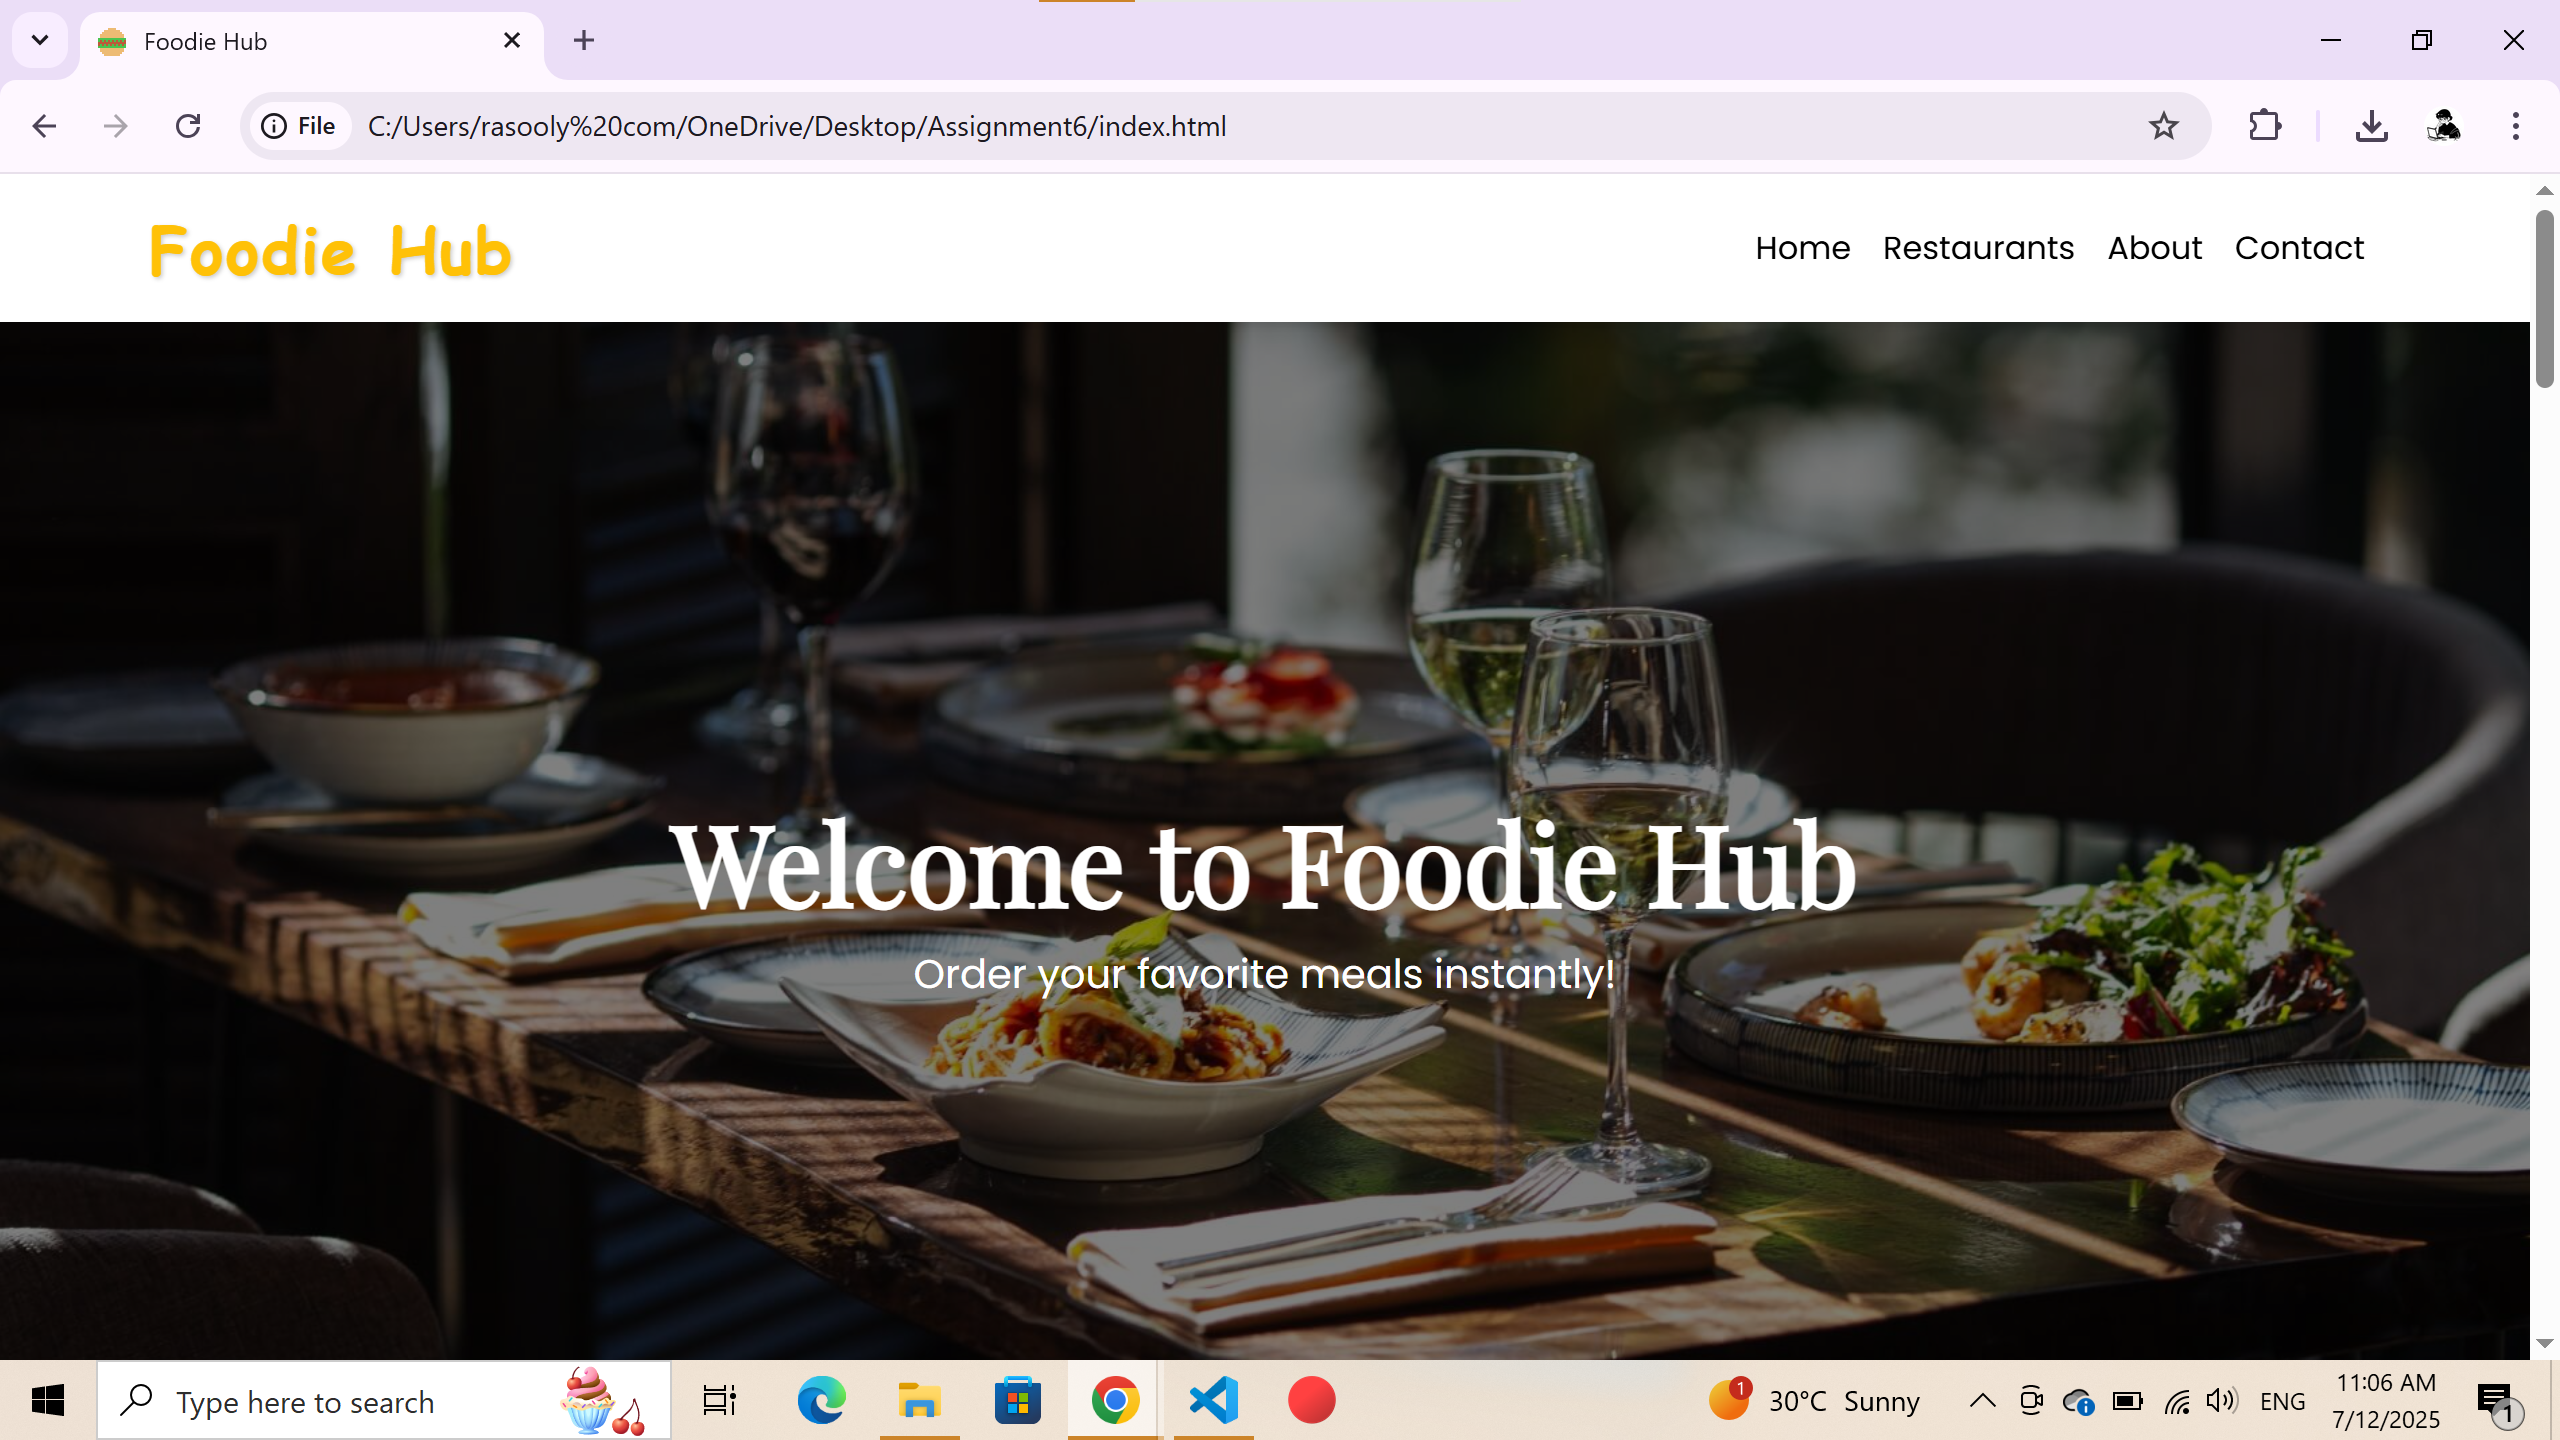 Foodie Hub
File C:/Users/rasooly%20com/OneDrive/Desktop/Assignment6/index.html
Foodie Hub
Home Restaurants About Contact
Welcome to Foodie Hub
Order your favorite meals instantly!
Type here to search
1 30°C Sunny
ENG
11:06 AM
7/12/2025
1